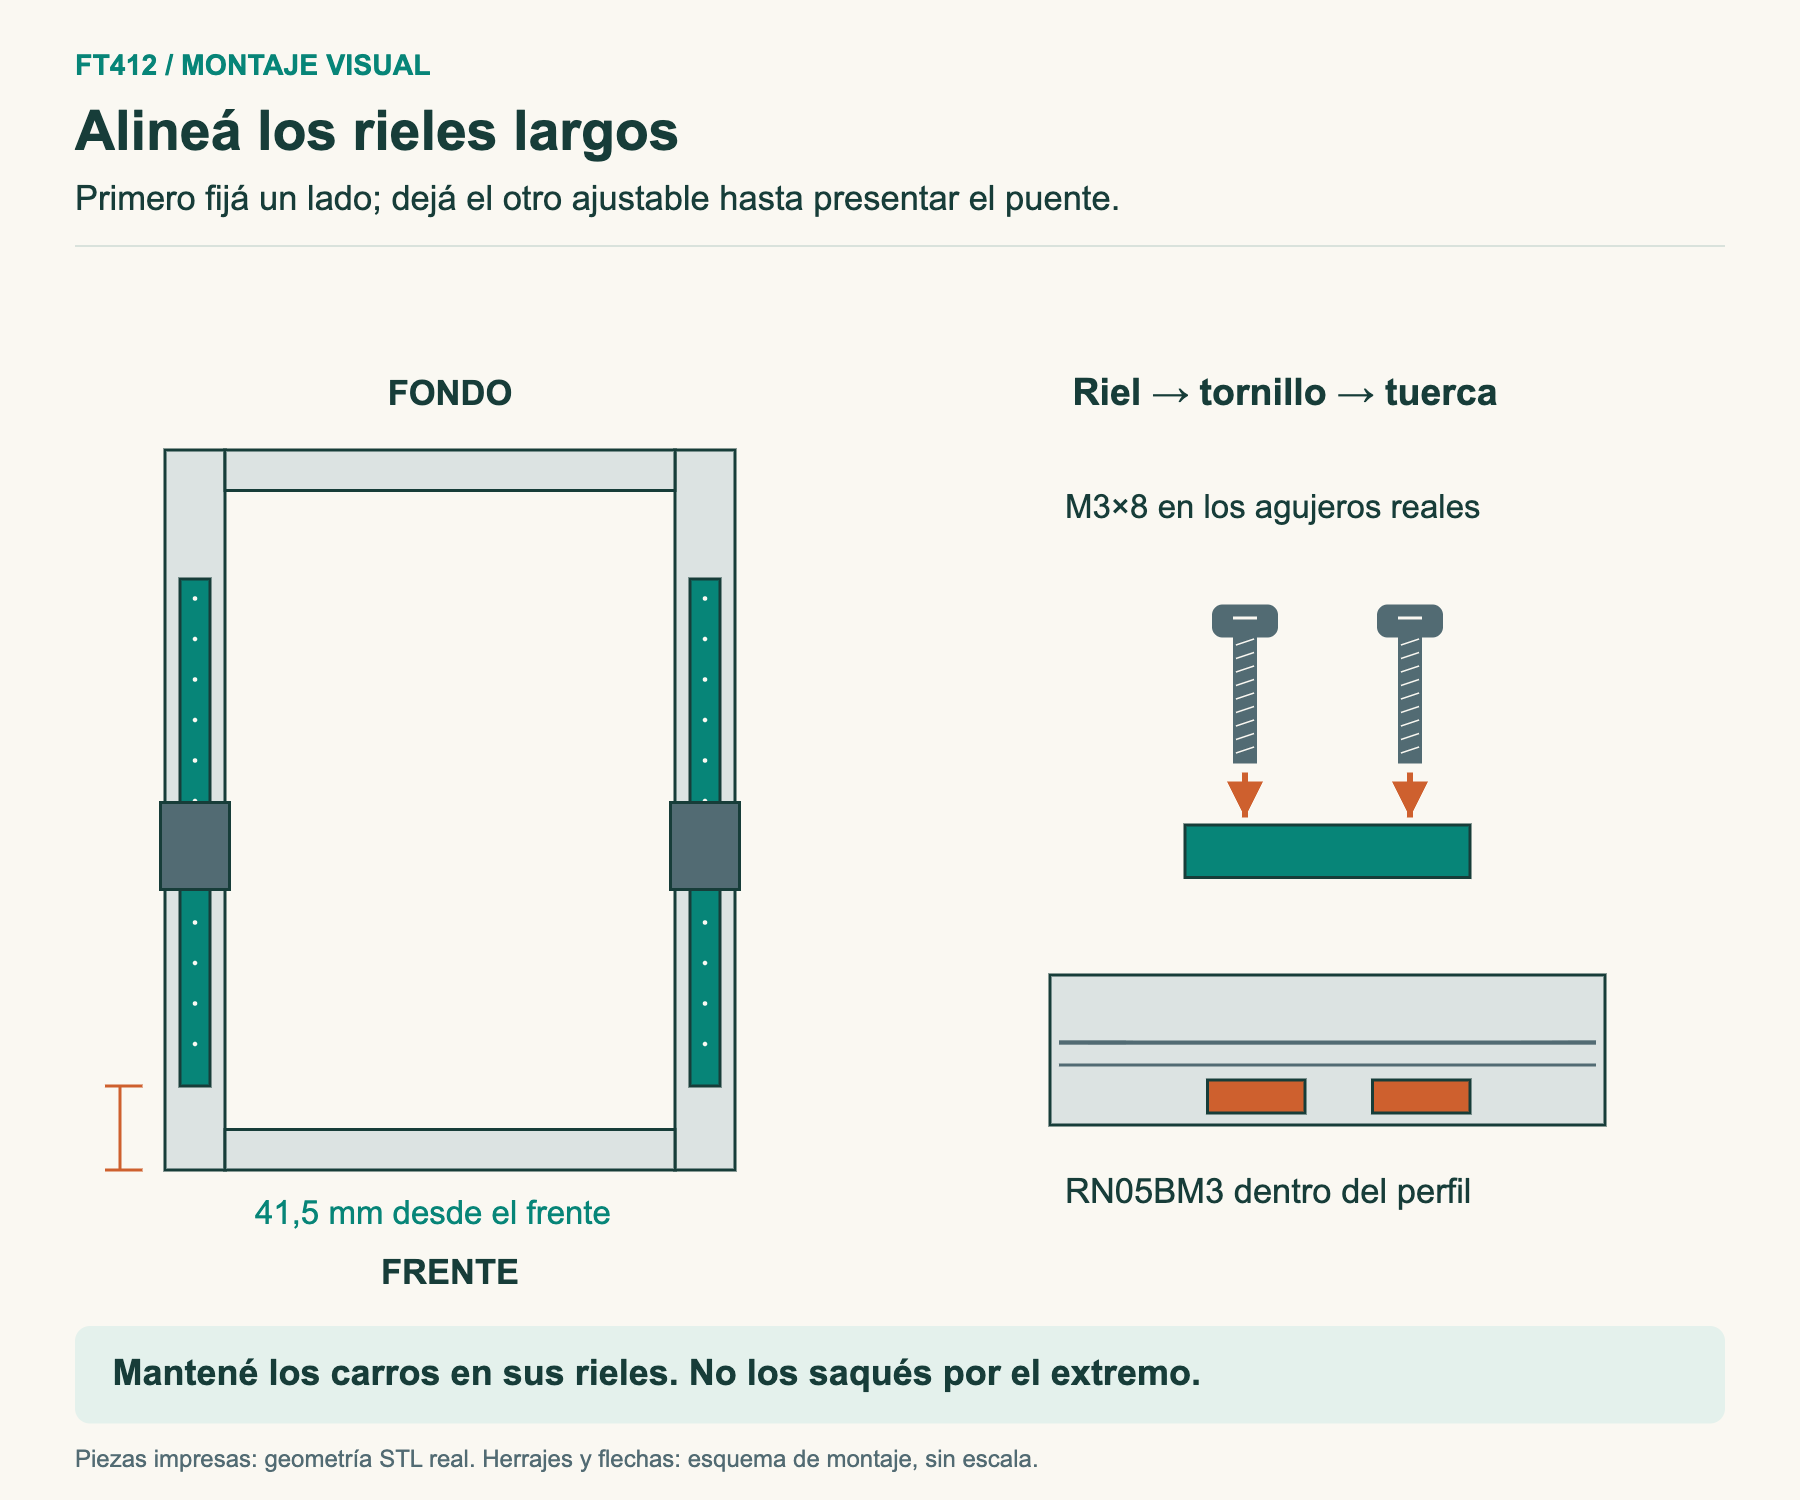 FT412 / MONTAJE VISUAL
Alineá los rieles largos
Primero fijá un lado; dejá el otro ajustable hasta presentar el puente.
FONDO
41,5 mm desde el frente
FRENTE
Riel → tornillo → tuerca
M3×8 en los agujeros reales
RN05BM3 dentro del perfil
Mantené los carros en sus rieles. No los saqués por el extremo.
Piezas impresas: geometría STL real. Herrajes y flechas: esquema de montaje, sin escala.